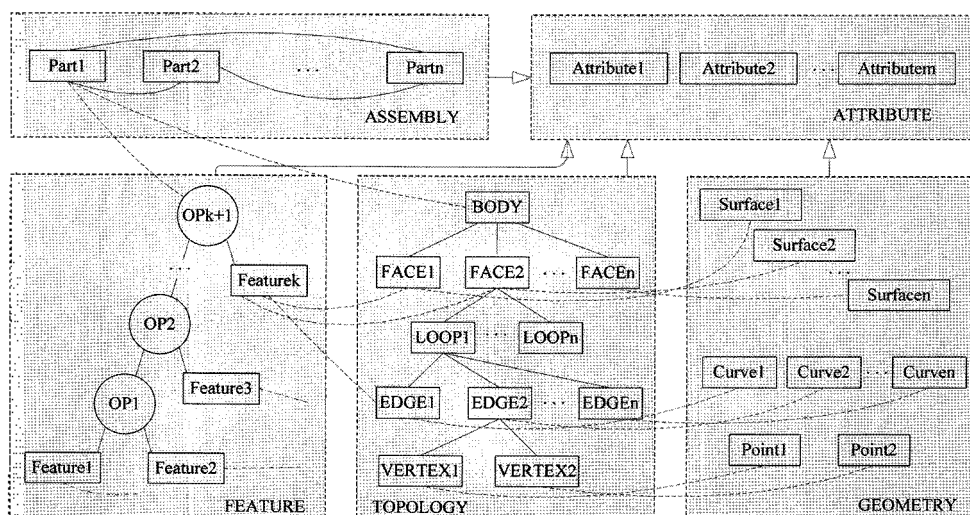 Part1 Part2 ... Partn
ASSEMBLY
Attribute1 Attribute2 ... Attributem
ATTRIBUTE
OPk+1
...
Featurek
OP2
Feature3
OP1
Feature1 Feature2
...
FEATURE
BODY
FACE1 FACE2 ... FACEn
LOOP1 ... LOOPn
EDGE1 EDGE2 ... EDGEn
VERTEX1 VERTEX2
TOPOLOGY
Surface1
Surface2
...
Surfacen
Curve1 Curve2 ... Curven
Point1 Point2
GEOMETRY